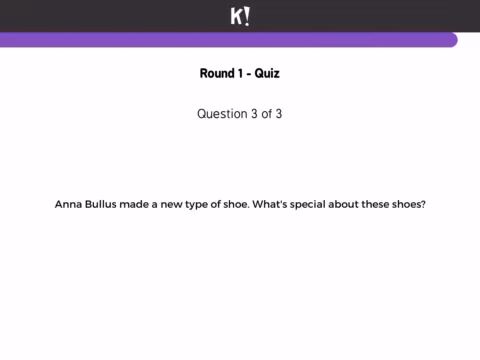 K!
Round 1 - Quiz
Question 3 of 3
Anna Bullus made a new type of shoe. What's special about these shoes?